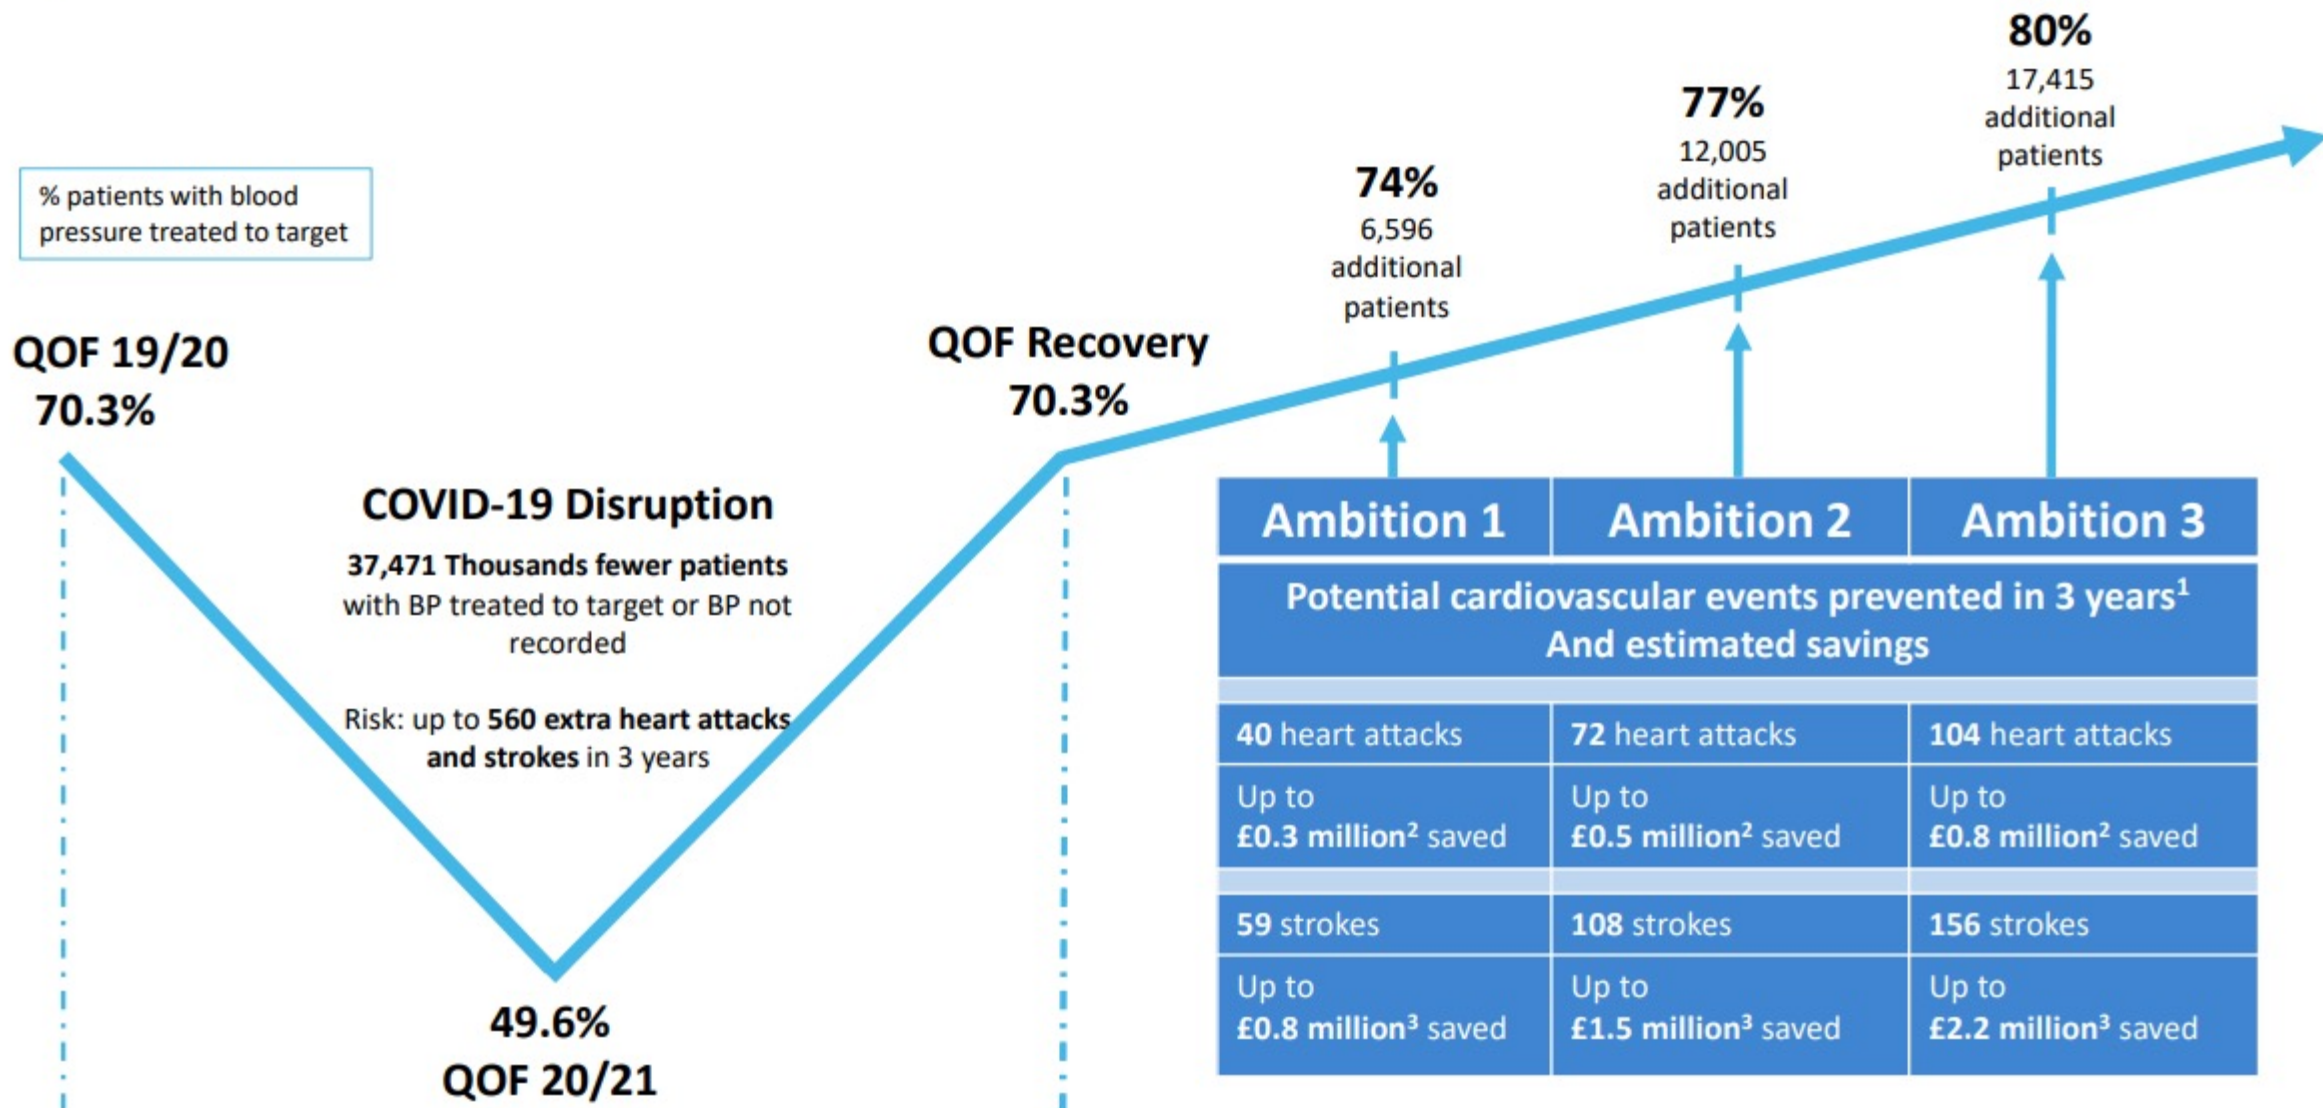 % patients with blood
pressure treated to target
QOF 19/20
70.3%
COVID-19 Disruption
37,471 Thousands fewer patients
with BP treated to target or BP not
recorded
Risk: up to 560 extra heart attacks
and strokes in 3 years
49.6%
QOF 20/21
QOF Recovery
70.3%
74%
6,596
additional
patients
77%
12,005
additional
patients
80%
17,415
additional
patients
Ambition 1 Ambition 2 Ambition 3
Potential cardiovascular events prevented in 3 years¹
And estimated savings
40 heart attacks 72 heart attacks 104 heart attacks
Up to Up to Up to
£0.3 million² saved £0.5 million² saved £0.8 million² saved
59 strokes 108 strokes 156 strokes
Up to Up to Up to
£0.8 million³ saved £1.5 million³ saved £2.2 million³ saved